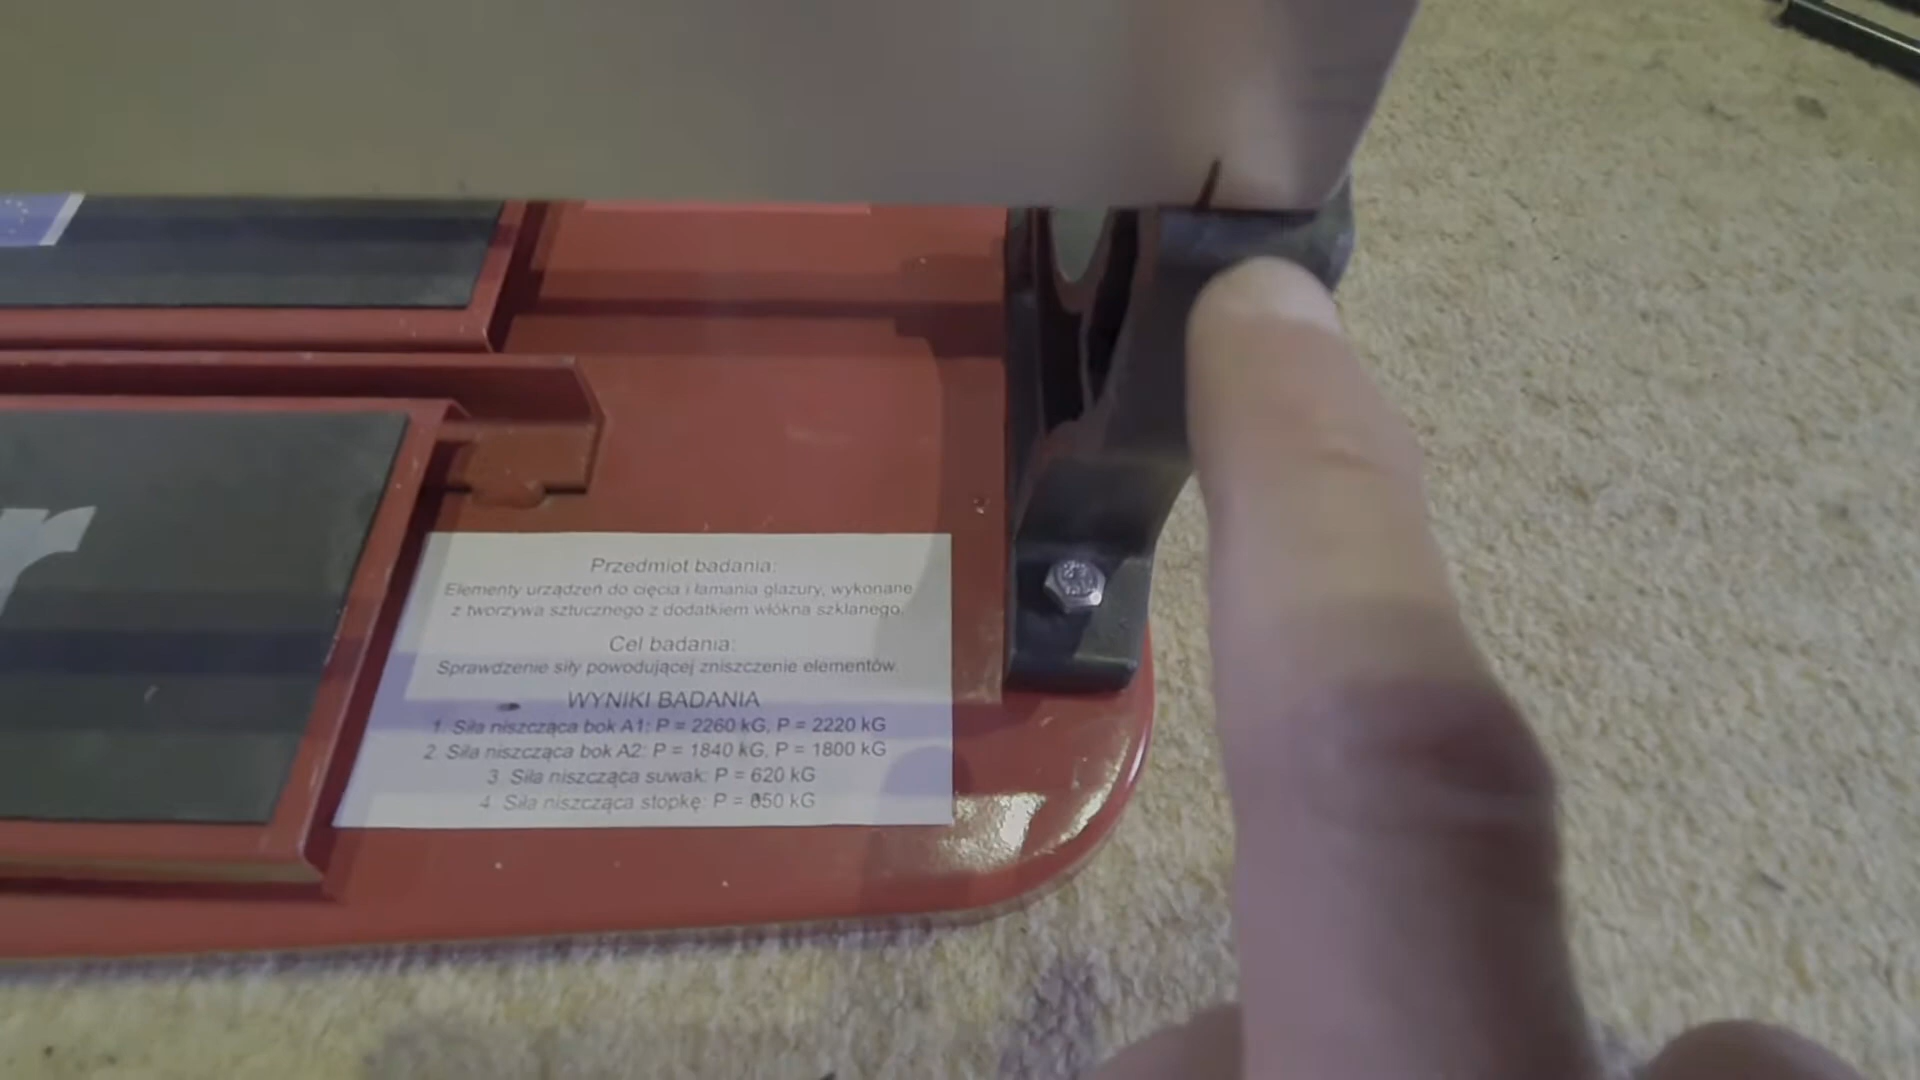 Przedmiot badania:
Elementy urządzeń do cięcia i łamania glazury, wykonane
z tworzywa sztucznego z dodatkiem włókna szklanego.
Cel badania:
Sprawdzenie siły powodującej zniszczenie elementów.
WYNIKI BADANIA
1. Siła niszcząca bok A1: P = 2260 kG, P = 2220 kG
2. Siła niszcząca bok A2: P = 1840 kG, P = 1800 kG
3. Siła niszcząca suwak: P = 620 kG
4. Siła niszcząca stopkę: P = 650 kG